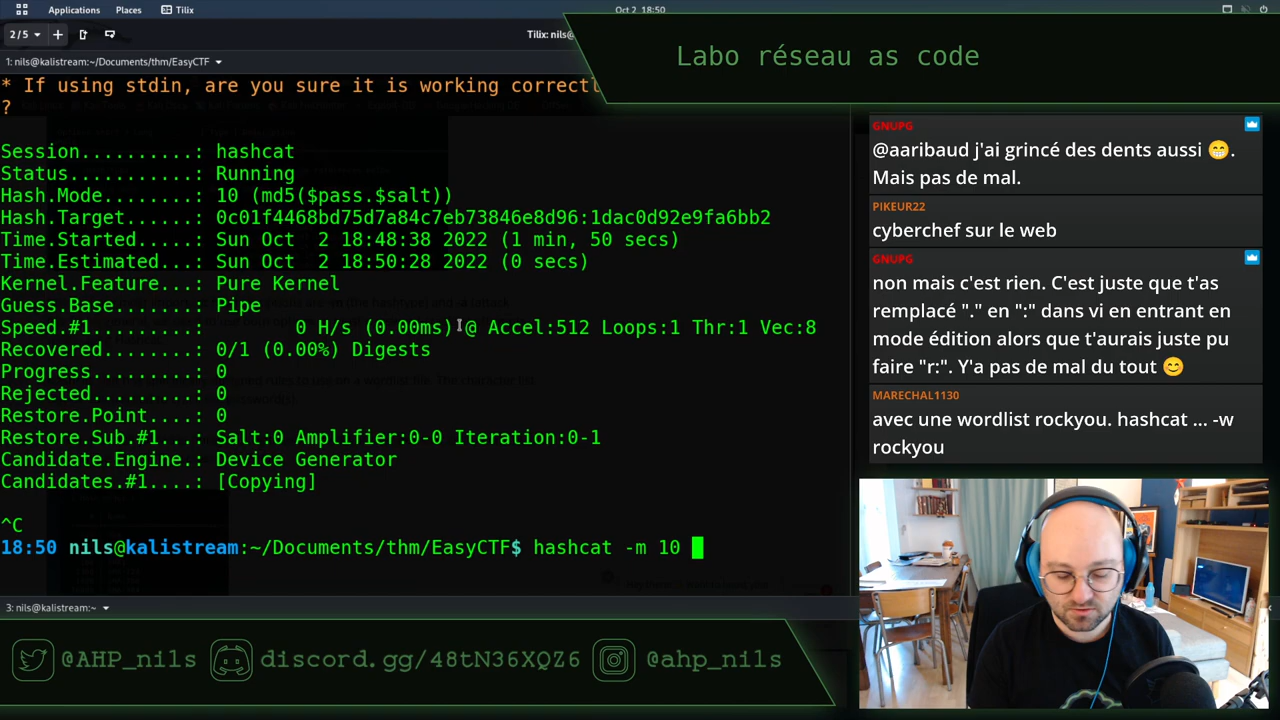 Applications
Places
Tilix
Oct 2 18:50
2/5
Tilix: nils@
1: nils@kalistream:~/Documents/thm/EasyCTF
Labo réseau as code
* If using stdin, are you sure it is working correctl
?
Session..........: hashcat
Status...........: Running
Hash.Mode........: 10 (md5($pass.$salt))
Hash.Target......: 0c01f4468bd75d7a84c7eb73846e8d96:1dac0d92e9fa6bb2
Time.Started.....: Sun Oct  2 18:48:38 2022 (1 min, 50 secs)
Time.Estimated...: Sun Oct  2 18:50:28 2022 (0 secs)
Kernel.Feature...: Pure Kernel
Guess.Base.......: Pipe
Speed.#1.........:        0 H/s (0.00ms) @ Accel:512 Loops:1 Thr:1 Vec:8
Recovered........: 0/1 (0.00%) Digests
Progress.........: 0
Rejected.........: 0
Restore.Point....: 0
Restore.Sub.#1...: Salt:0 Amplifier:0-0 Iteration:0-1
Candidate.Engine.: Device Generator
Candidates.#1....: [Copying]
^C
18:50 nils@kalistream:~/Documents/thm/EasyCTF$ hashcat -m 10
3: nils@kalistream:~
GNUPG
@aaribaud j'ai grincé des dents aussi 😁.
Mais pas de mal.
PIKEUR22
cyberchef sur le web
GNUPG
non mais c'est rien. C'est juste que t'as
remplacé "." en ":" dans vi en entrant en
mode édition alors que t'aurais juste pu
faire "r:". Y'a pas de mal du tout 😊
MARECHAL1130
avec une wordlist rockyou. hashcat ... -w
rockyou
@AHP_nils
discord.gg/48tN36XQZ6
@ahp_nils